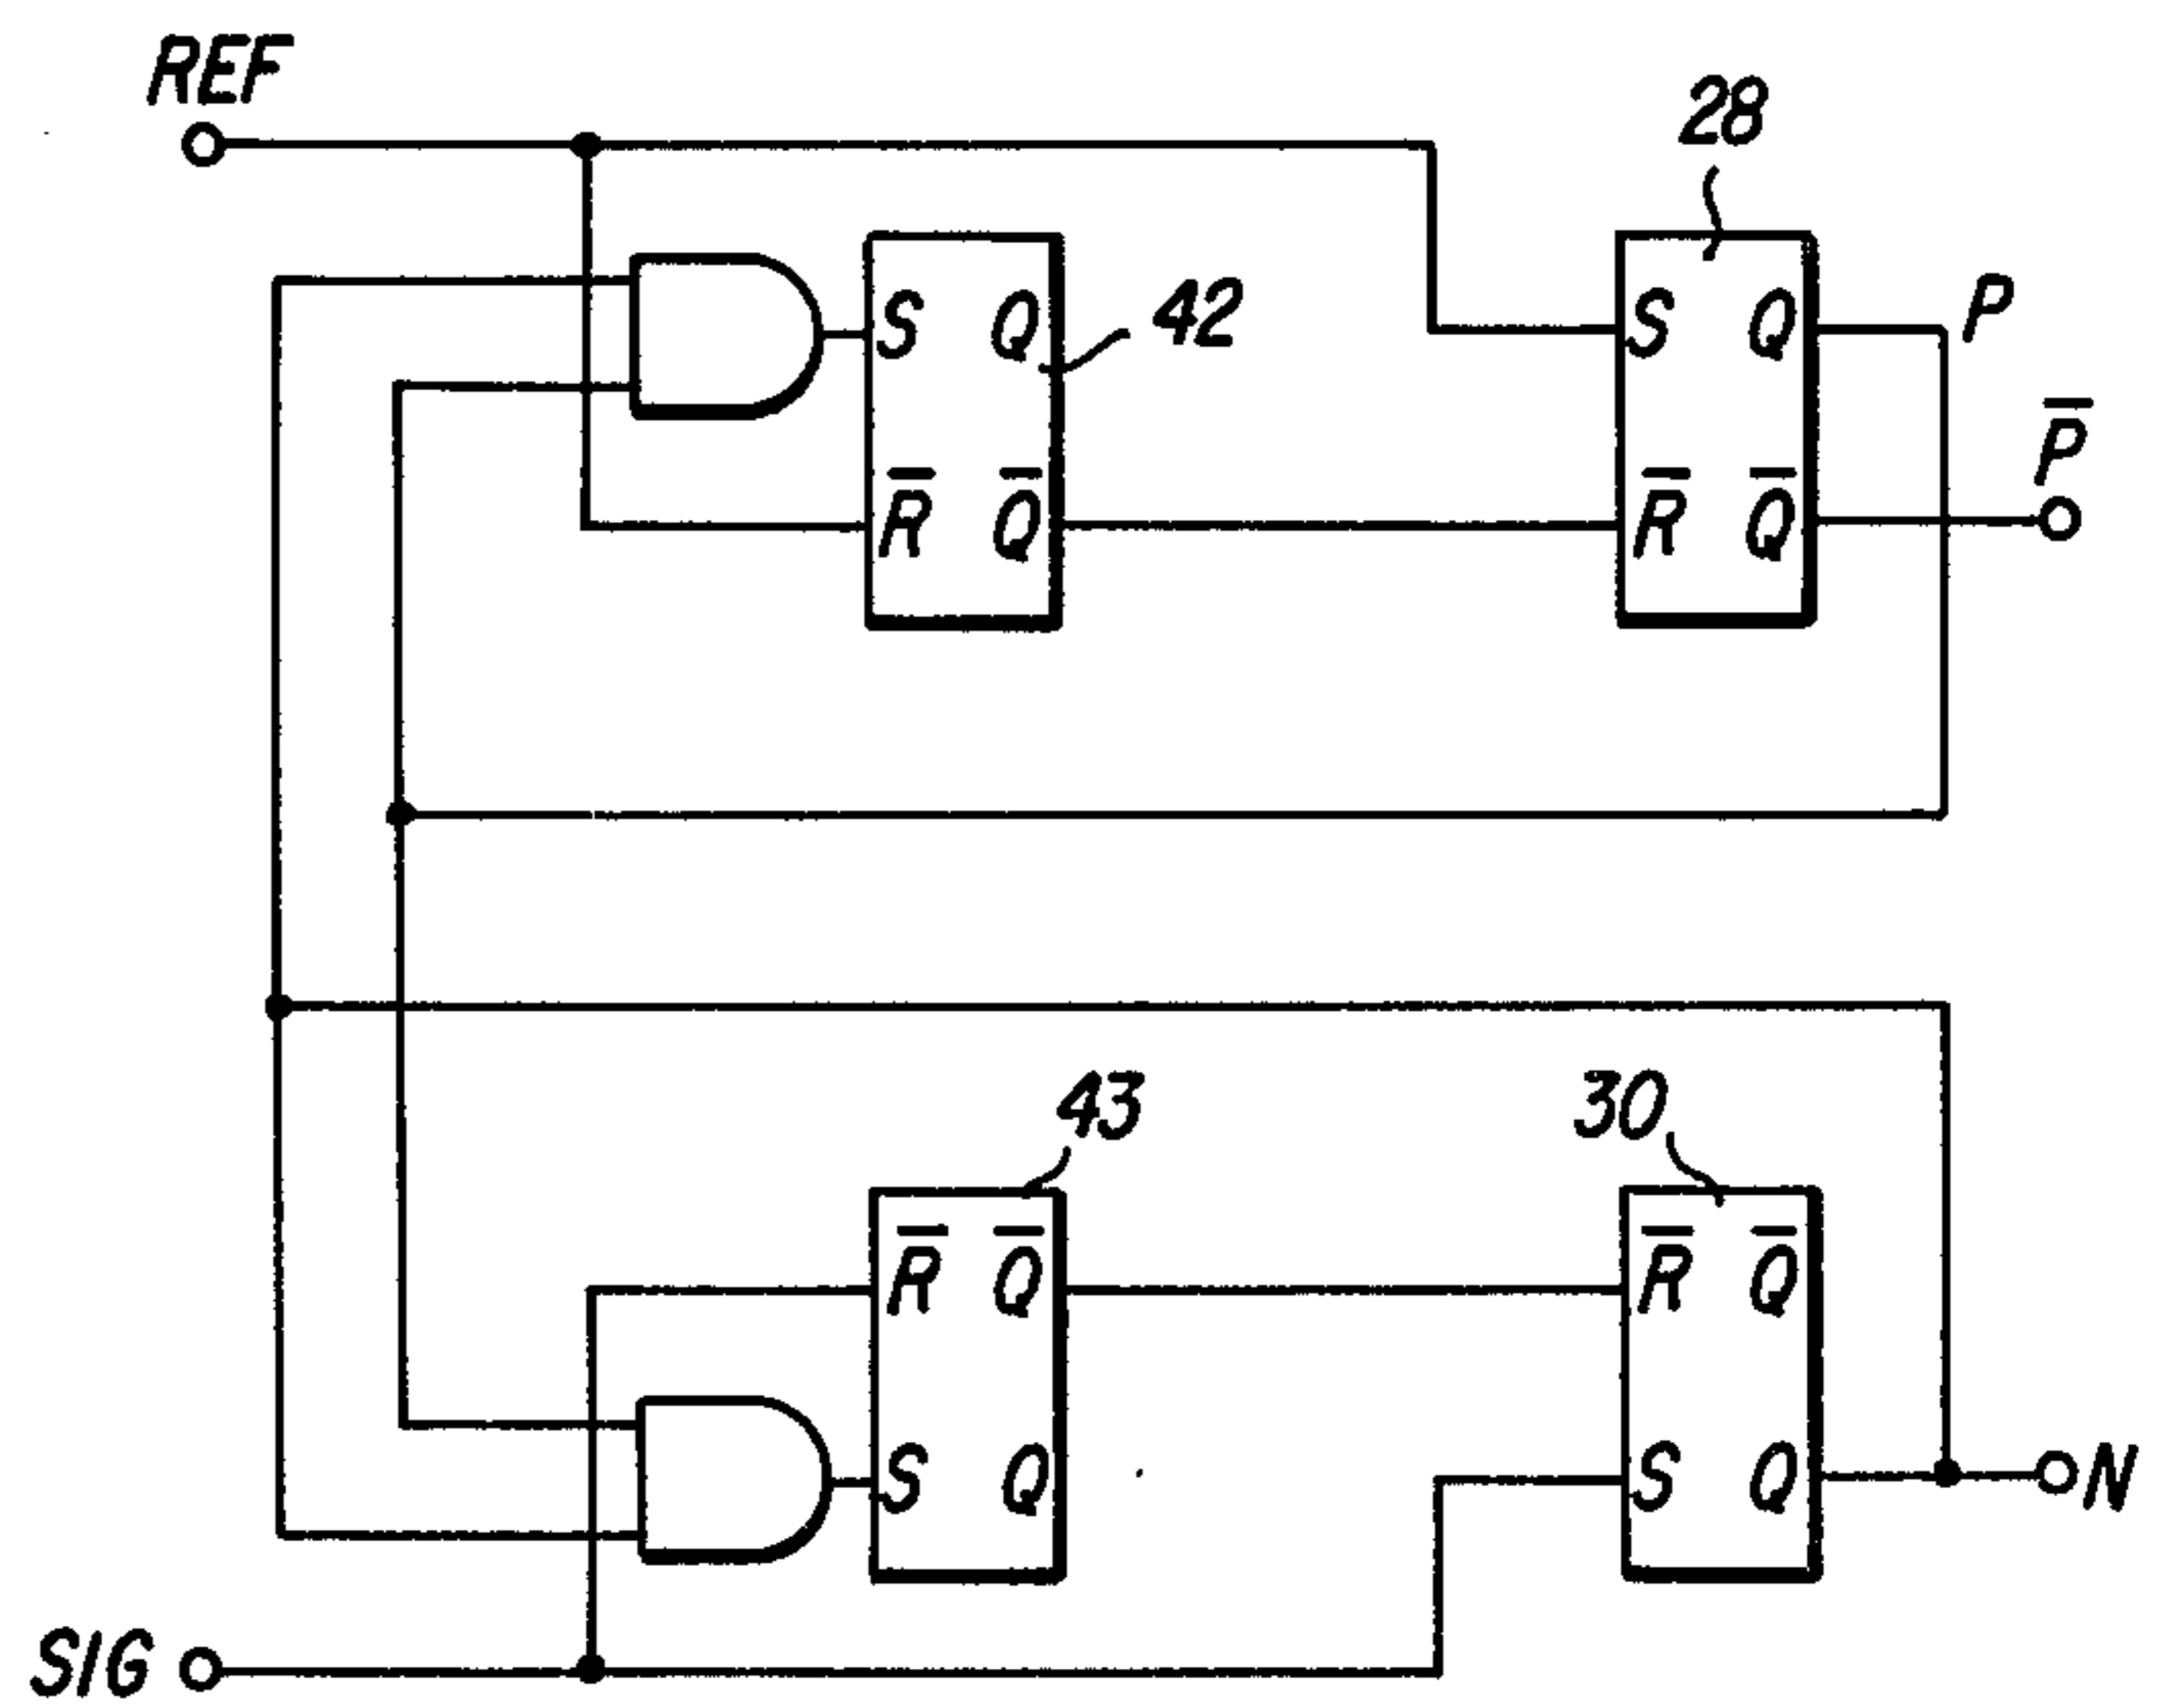 REF
28
S Q
42
S Q
P
P̅
R̅ Q̅
R̅ Q̅
43
30
R̅ Q̅
R̅ Q̅
S Q
S Q
N
SIG